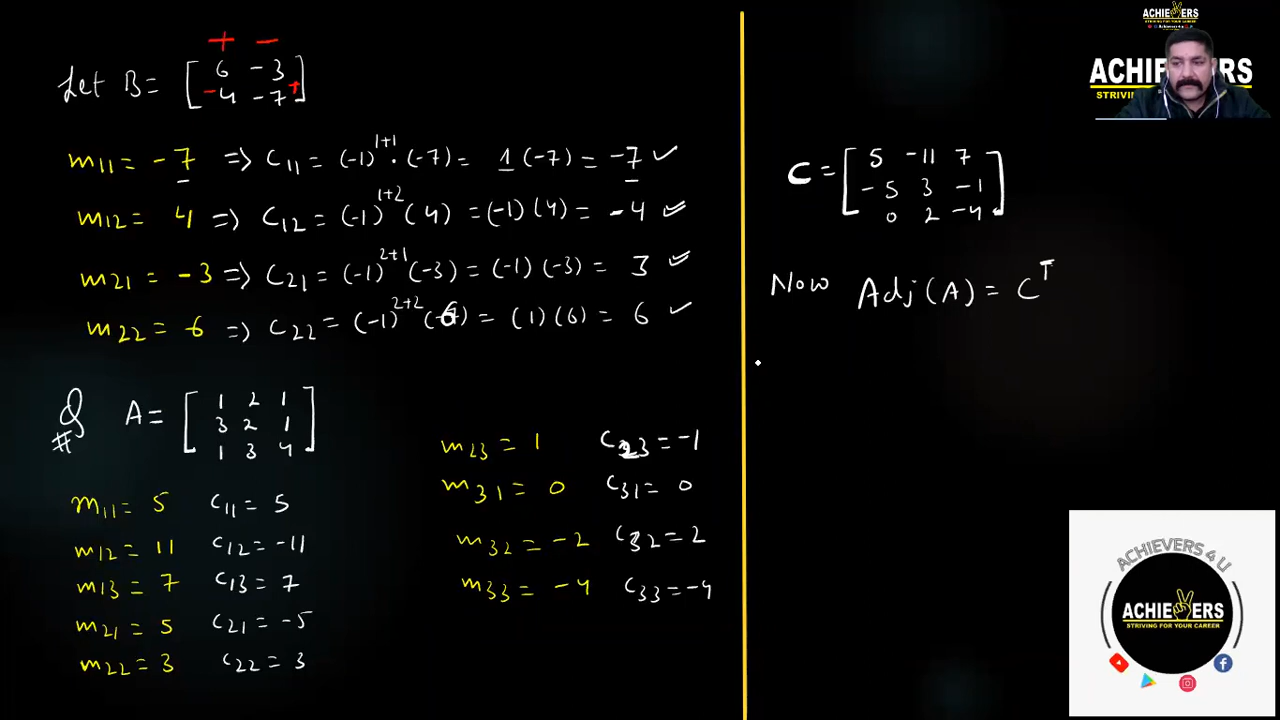 + −
Let B = [ 6 −3
− 4 −7 + ]
m11 = −7 => C11 = (−1)^1+1 · (−7) = 1 (−7) = −7 ✓
m12 = 4 => C12 = (−1)^1+2 (4) = (−1) (4) = −4 ✓
m21 = −3 => C21 = (−1)^2+1 (−3) = (−1) (−3) = 3 ✓
m22 = 6 => C22 = (−1)^2+2 (6) = (1) (6) = 6 ✓
Q # A = [ 1 2 1
3 2 1
1 3 4 ]
m11 = 5 C11 = 5
m12 = 11 C12 = −11
m13 = 7 C13 = 7
m21 = 5 C21 = −5
m22 = 3 C22 = 3
m23 = 1 C23 = −1
m31 = 0 C31 = 0
m32 = −2 C32 = 2
m33 = −4 C33 = −4
C = [ 5 −11 7
−5 3 −1
0 2 −4 ]
Now Adj(A) = C^T
ACHIEVERS
STRIVING FOR YOUR CAREER
ACHIEVERS
STRIVIN
ACHIEVERS 4 U
ACHIEVERS
STRIVING FOR YOUR CAREER